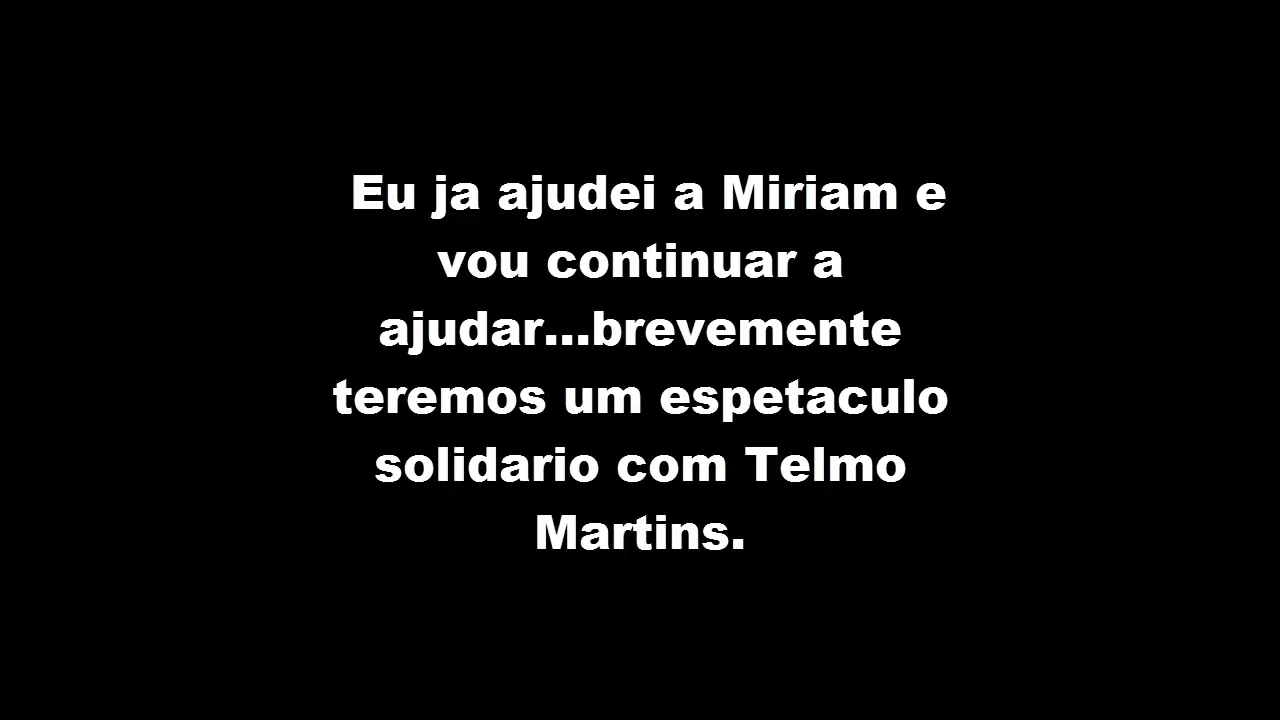 Eu ja ajudei a Miriam e
vou continuar a
ajudar...brevemente
teremos um espetaculo
solidario com Telmo
Martins.